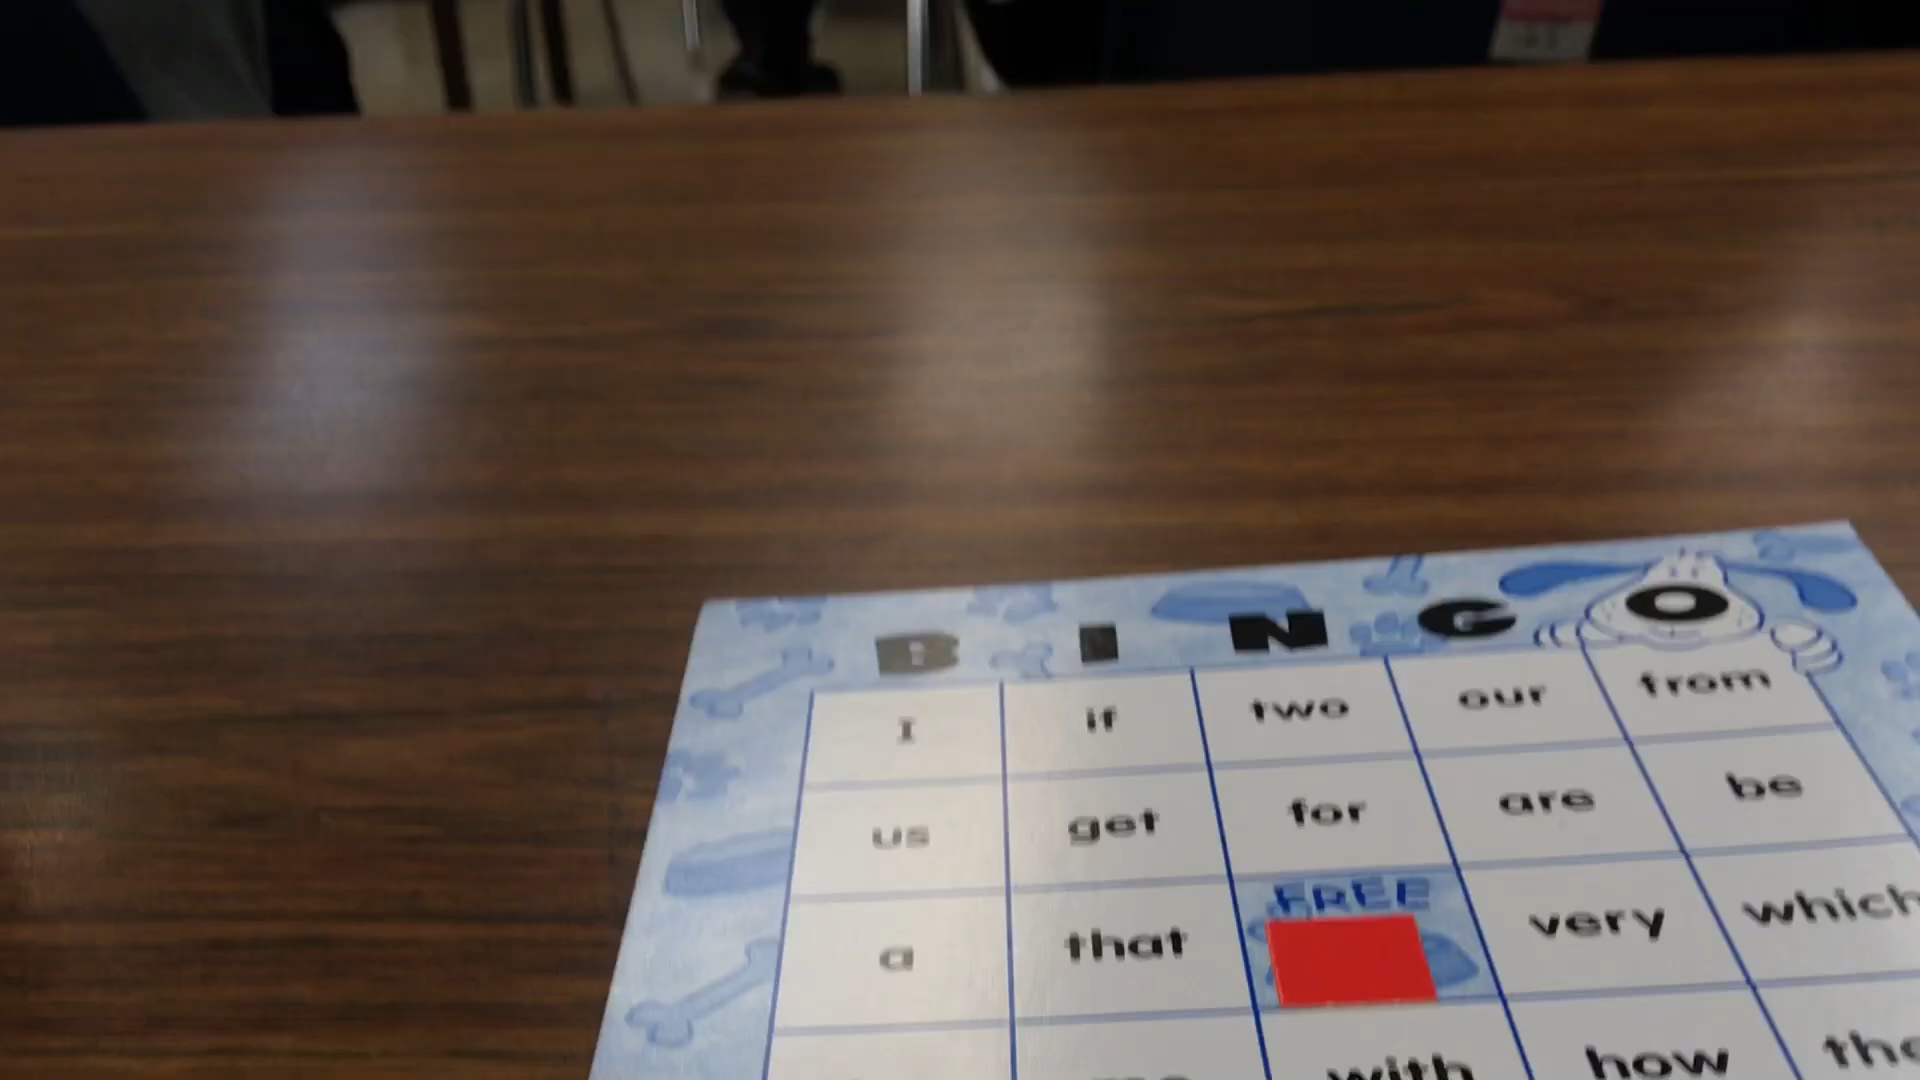 B I N G O
I if two our from
us get for are be
a that FREE very which
with how